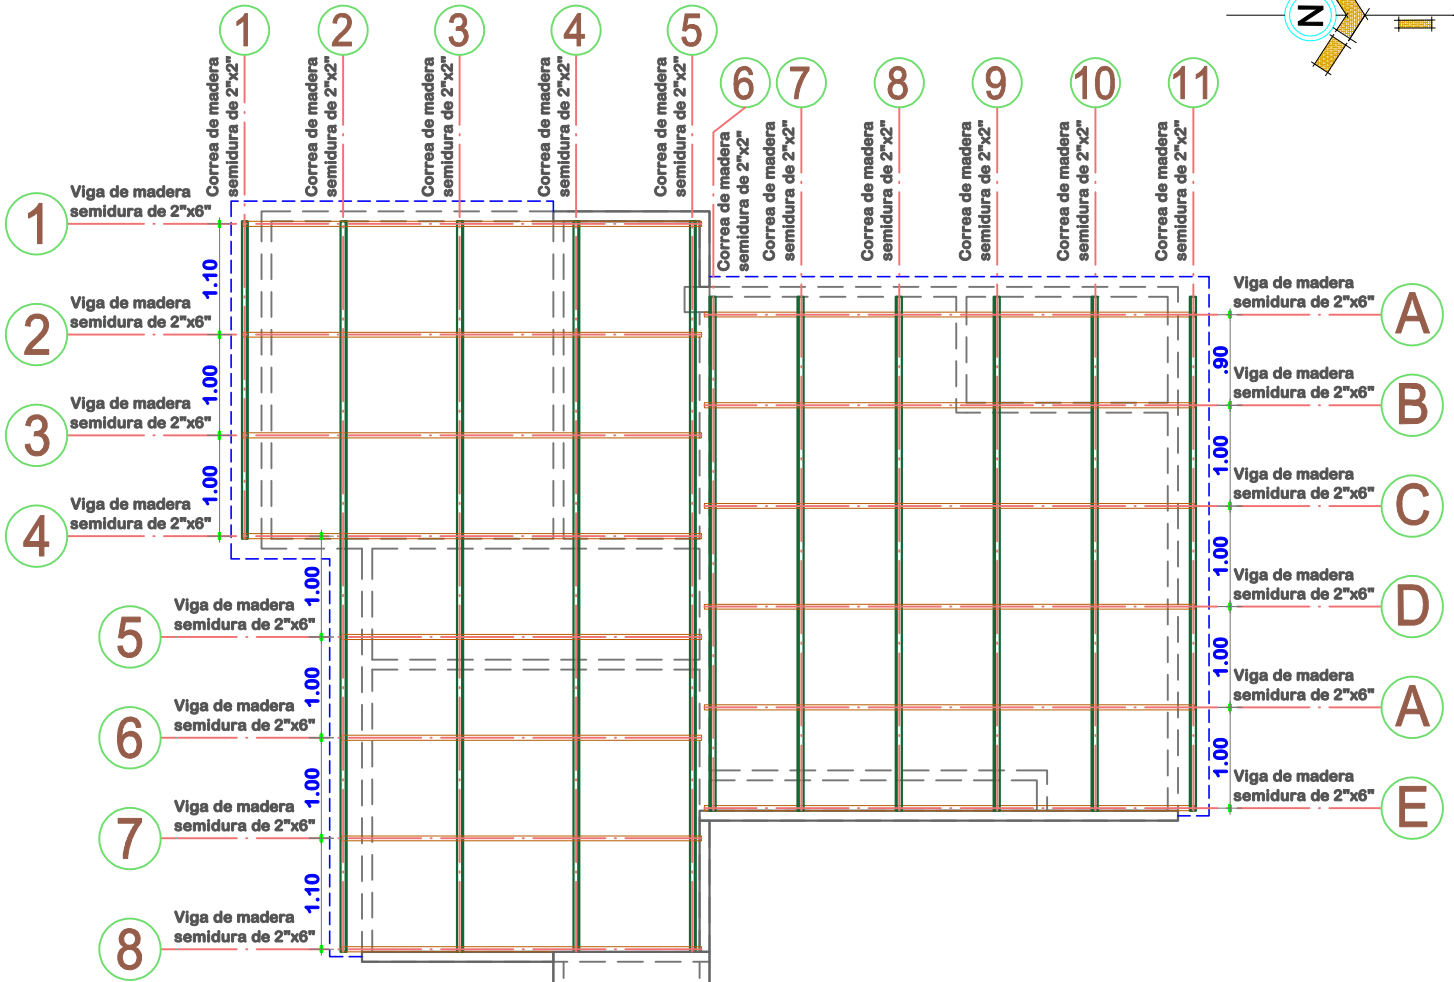 1
2
3
4
5
6
7
8
9
10
11
N
Correa de madera
semidura de 2"x2"
Correa de madera
semidura de 2"x2"
Correa de madera
semidura de 2"x2"
Correa de madera
semidura de 2"x2"
Correa de madera
semidura de 2"x2"
Correa de madera
semidura de 2"x2"
Correa de madera
semidura de 2"x2"
Correa de madera
semidura de 2"x2"
Correa de madera
semidura de 2"x2"
Correa de madera
semidura de 2"x2"
Correa de madera
semidura de 2"x2"
1
Viga de madera
semidura de 2"x6"
1.10
2
Viga de madera
semidura de 2"x6"
1.00
3
Viga de madera
semidura de 2"x6"
1.00
4
Viga de madera
semidura de 2"x6"
1.00
5
Viga de madera
semidura de 2"x6"
1.00
6
Viga de madera
semidura de 2"x6"
1.00
7
Viga de madera
semidura de 2"x6"
1.10
8
Viga de madera
semidura de 2"x6"
Viga de madera
semidura de 2"x6"
A
.90
Viga de madera
semidura de 2"x6"
B
1.00
Viga de madera
semidura de 2"x6"
C
1.00
Viga de madera
semidura de 2"x6"
D
1.00
Viga de madera
semidura de 2"x6"
A
1.00
Viga de madera
semidura de 2"x6"
E